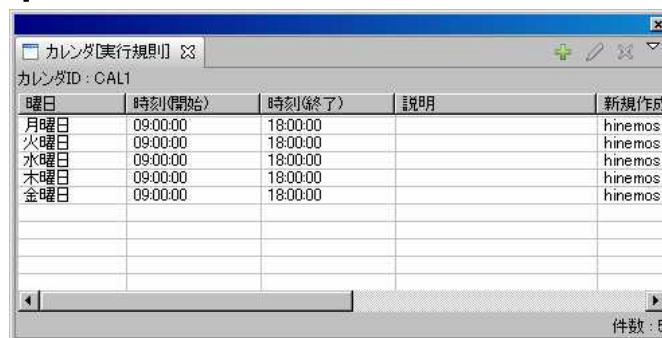 カレンダ[実行規則]
カレンダID : CAL1
曜日 時刻(開始) 時刻(終了) 説明 新規作成
月曜日 09:00:00 18:00:00 hinemos
火曜日 09:00:00 18:00:00 hinemos
水曜日 09:00:00 18:00:00 hinemos
木曜日 09:00:00 18:00:00 hinemos
金曜日 09:00:00 18:00:00 hinemos
件数 : 5